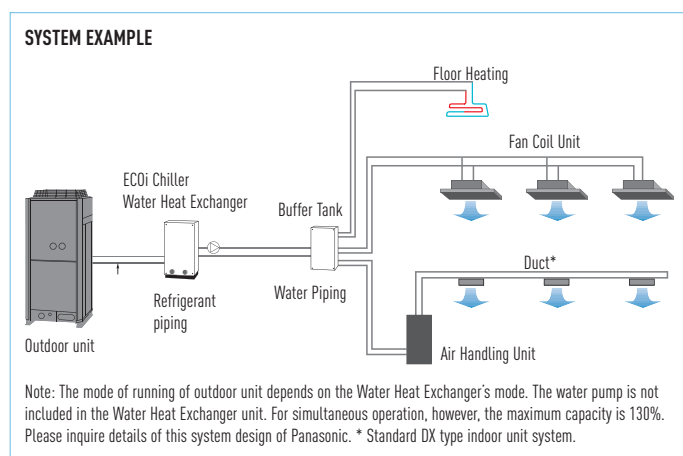 SYSTEM EXAMPLE
Floor Heating
Fan Coil Unit
ECOi Chiller
Water Heat Exchanger
Buffer Tank
Duct*
Water Piping
Refrigerant
piping
Outdoor unit
Air Handling Unit
Note: The mode of running of outdoor unit depends on the Water Heat Exchanger's mode. The water pump is not
included in the Water Heat Exchanger unit. For simultaneous operation, however, the maximum capacity is 130%.
Please inquire details of this system design of Panasonic. * Standard DX type indoor unit system.